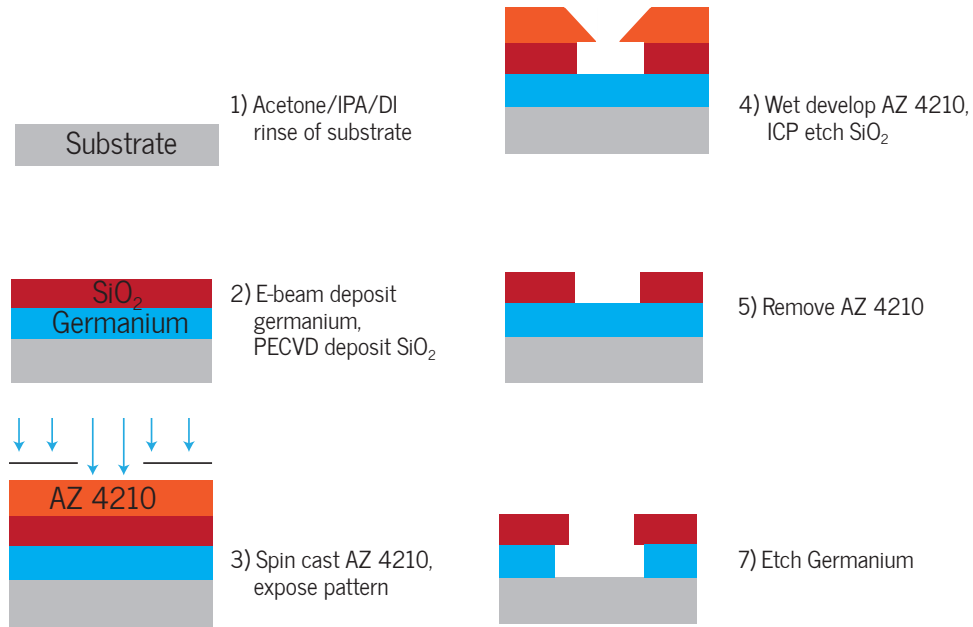 Substrate
1) Acetone/IPA/DI
rinse of substrate
SiO₂
Germanium
2) E-beam deposit
germanium,
PECVD deposit SiO₂
AZ 4210
3) Spin cast AZ 4210,
expose pattern
4) Wet develop AZ 4210,
ICP etch SiO₂
5) Remove AZ 4210
7) Etch Germanium